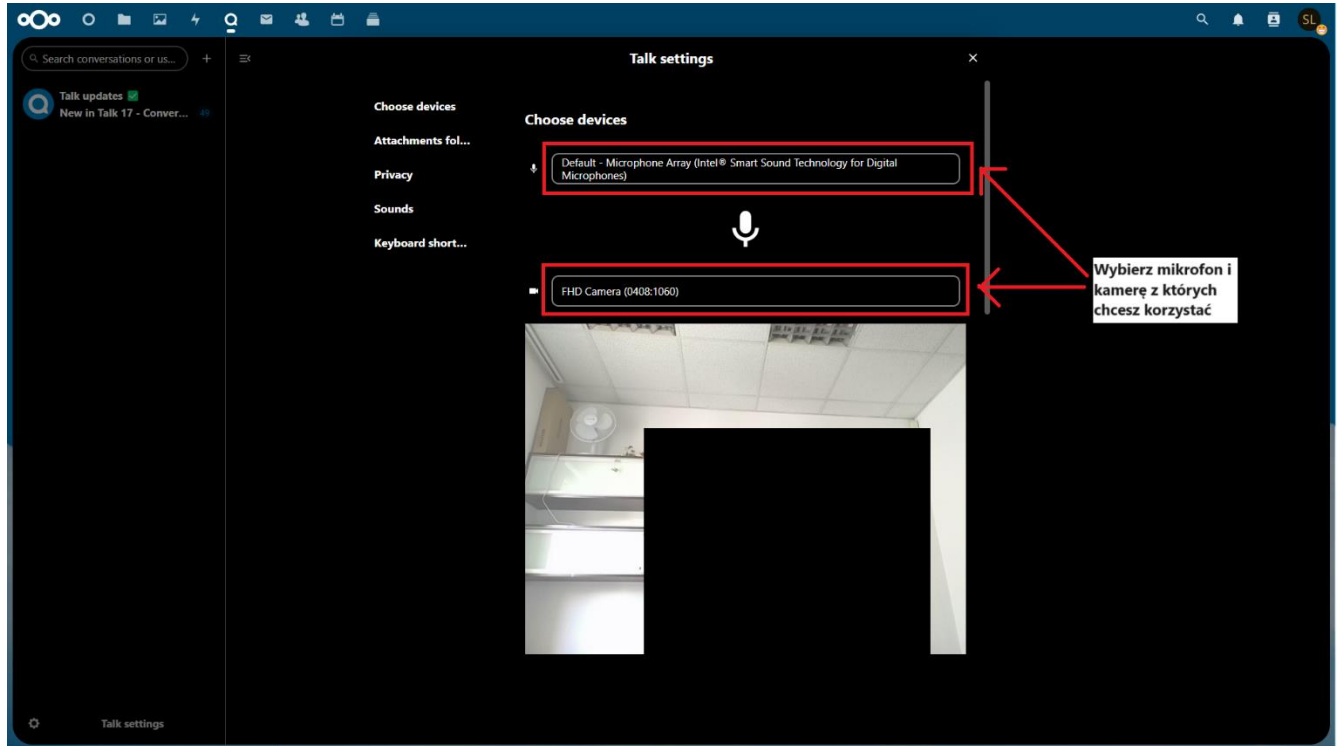 SL
Search conversations or us...
Talk updates ✅
New in Talk 17 - Conver...
49
Talk settings
Talk settings
Choose devices
Attachments fol...
Privacy
Sounds
Keyboard short...
Choose devices
Default - Microphone Array (Intel® Smart Sound Technology for Digital
Microphones)
FHD Camera (0408:1060)
Wybierz mikrofon i
kamerę z których
chcesz korzystać